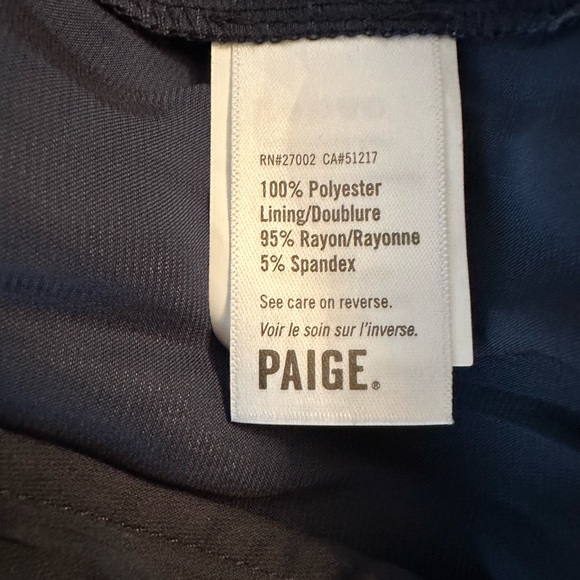 RN#27002 CA#51217
100% Polyester
Lining/Doublure
95% Rayon/Rayonne
5% Spandex
See care on reverse.
Voir le soin sur l'inverse.
PAIGE®